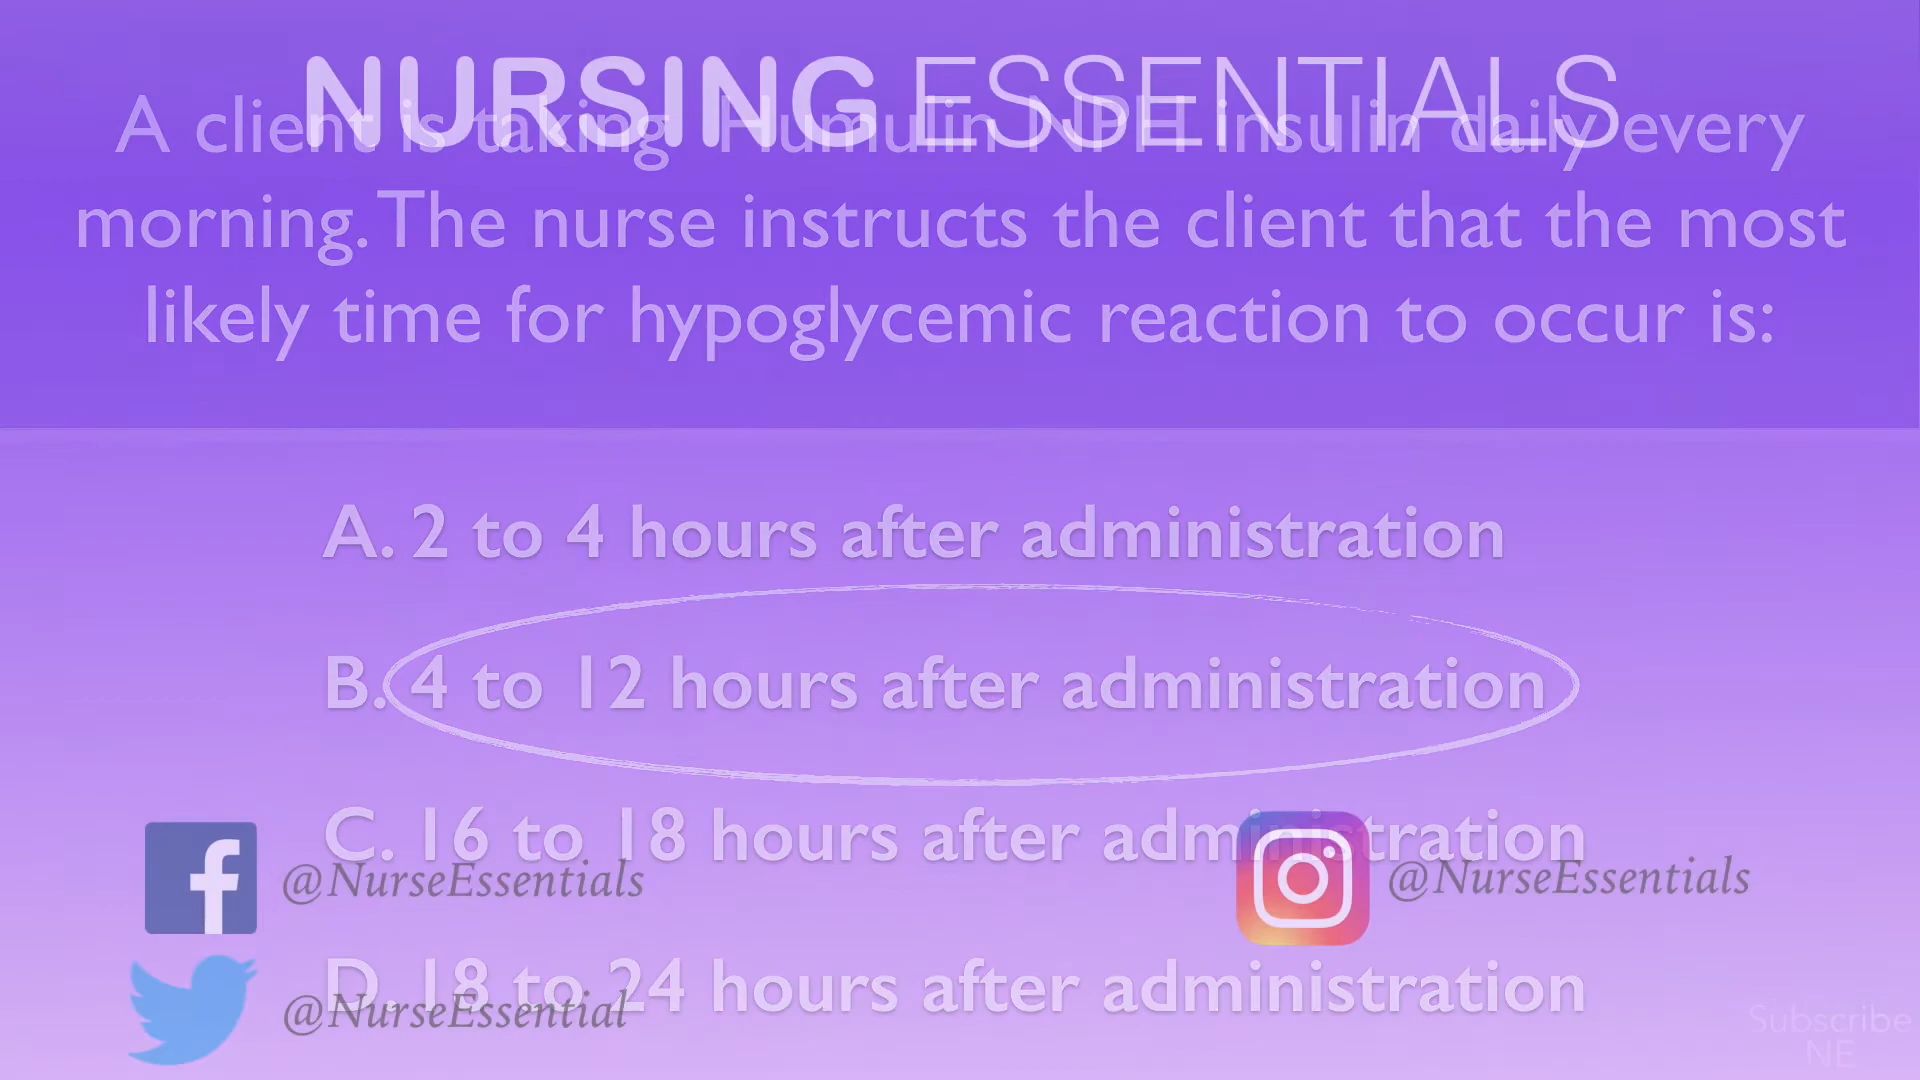 NURSING ESSENTIALS
A client is taking Humulin NPH insulin daily every
morning. The nurse instructs the client that the most
likely time for hypoglycemic reaction to occur is:
A. 2 to 4 hours after administration
B. 4 to 12 hours after administration
C. 16 to 18 hours after administration
@NurseEssentials
@NurseEssentials
D. 18 to 24 hours after administration
@NurseEssential
Subscribe
NE